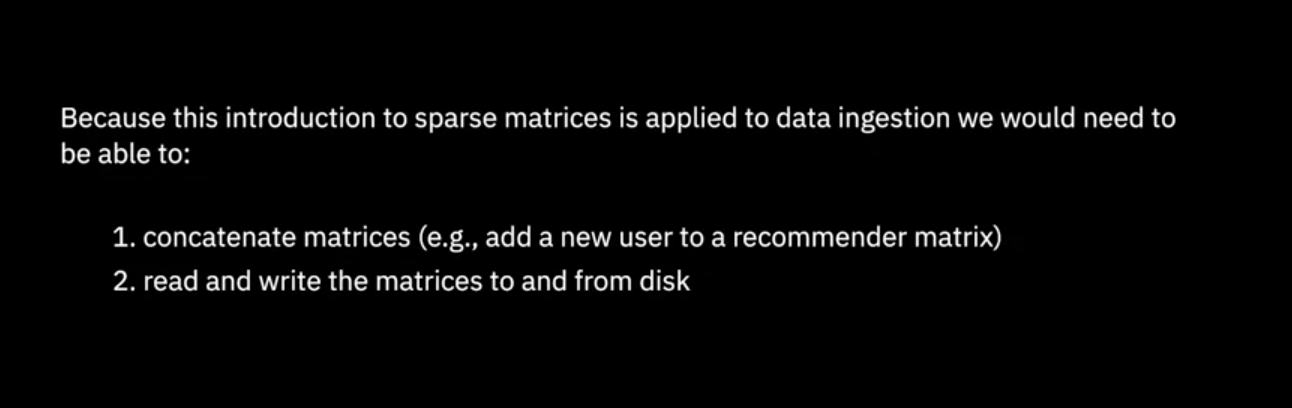 Because this introduction to sparse matrices is applied to data ingestion we would need to
be able to:
1. concatenate matrices (e.g., add a new user to a recommender matrix)
2. read and write the matrices to and from disk